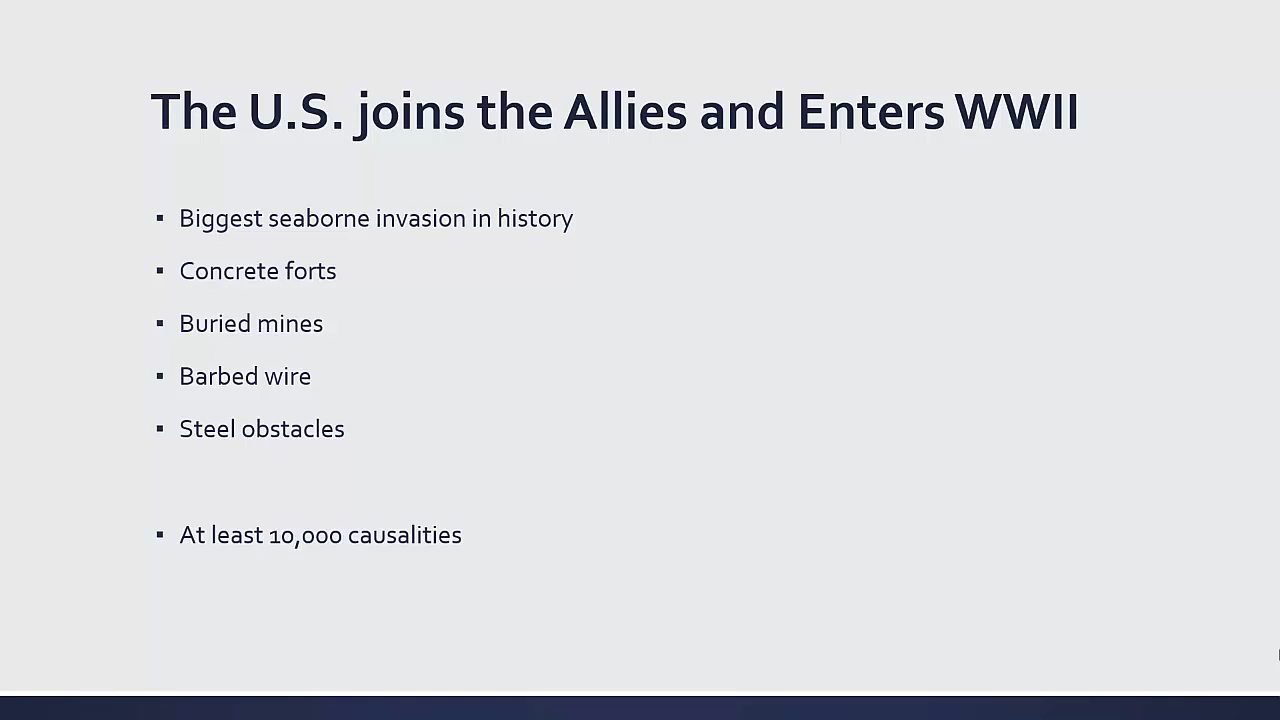 The U.S. joins the Allies and Enters WWII
▪ Biggest seaborne invasion in history
▪ Concrete forts
▪ Buried mines
▪ Barbed wire
▪ Steel obstacles
▪ At least 10,000 causalities